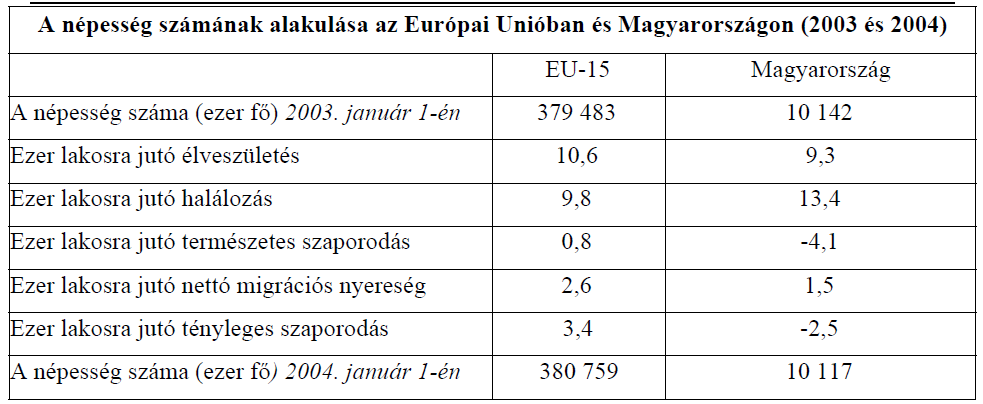 A népesség számának alakulása az Európai Unióban és Magyarországon (2003 és 2004)
EU-15 Magyarország
A népesség száma (ezer fő) 2003. január 1-én 379 483 10 142
Ezer lakosra jutó élveszületés 10,6 9,3
Ezer lakosra jutó halálozás 9,8 13,4
Ezer lakosra jutó természetes szaporodás 0,8 -4,1
Ezer lakosra jutó nettó migrációs nyereség 2,6 1,5
Ezer lakosra jutó tényleges szaporodás 3,4 -2,5
A népesség száma (ezer fő) 2004. január 1-én 380 759 10 117